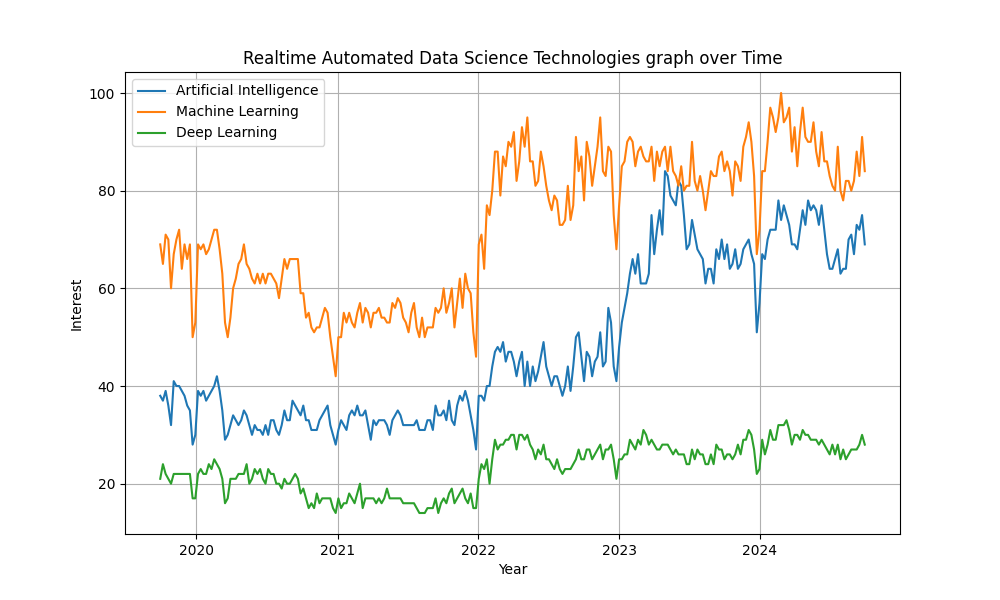 Realtime Automated Data Science Technologies graph over Time
Artificial Intelligence
Machine Learning
Deep Learning
100
80
60
40
20
Interest
2020 2021 2022 2023 2024
Year